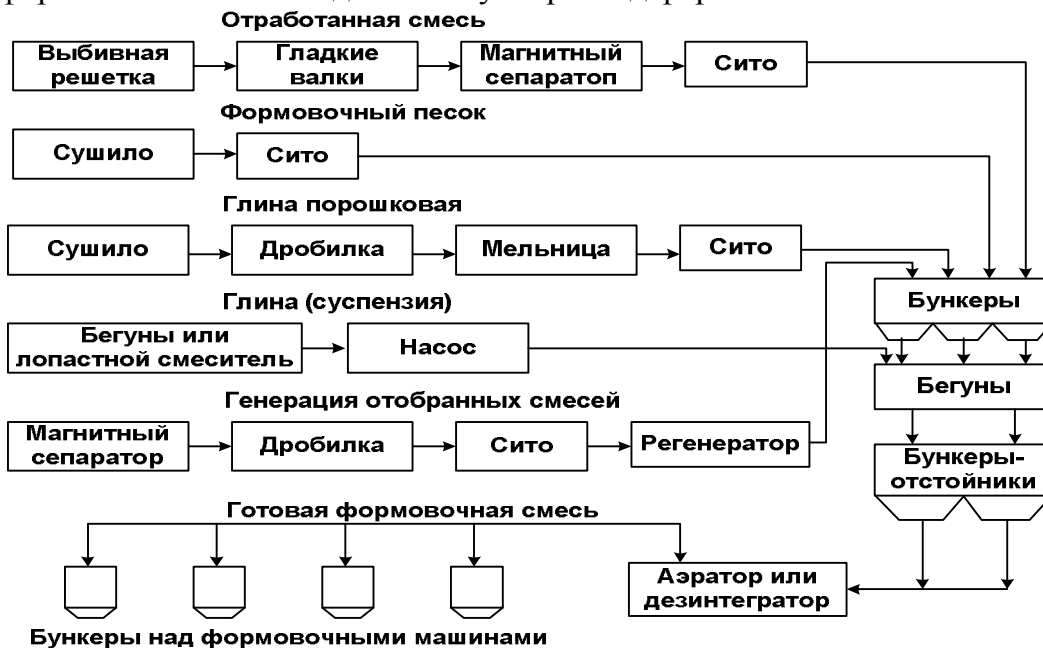 Отработанная смесь
Выбивная
решетка
Гладкие
валки
Магнитный
сепаратоп
Сито
Формовочный песок
Сушило
Сито
Глина порошковая
Сушило
Дробилка
Мельница
Сито
Бункеры
Глина (суспензия)
Бегуны или
лопастной смеситель
Насос
Бегуны
Генерация отобранных смесей
Магнитный
сепаратор
Дробилка
Сито
Регенератор
Бункеры-
отстойники
Готовая формовочная смесь
Аэратор или
дезинтегратор
Бункеры над формовочными машинами